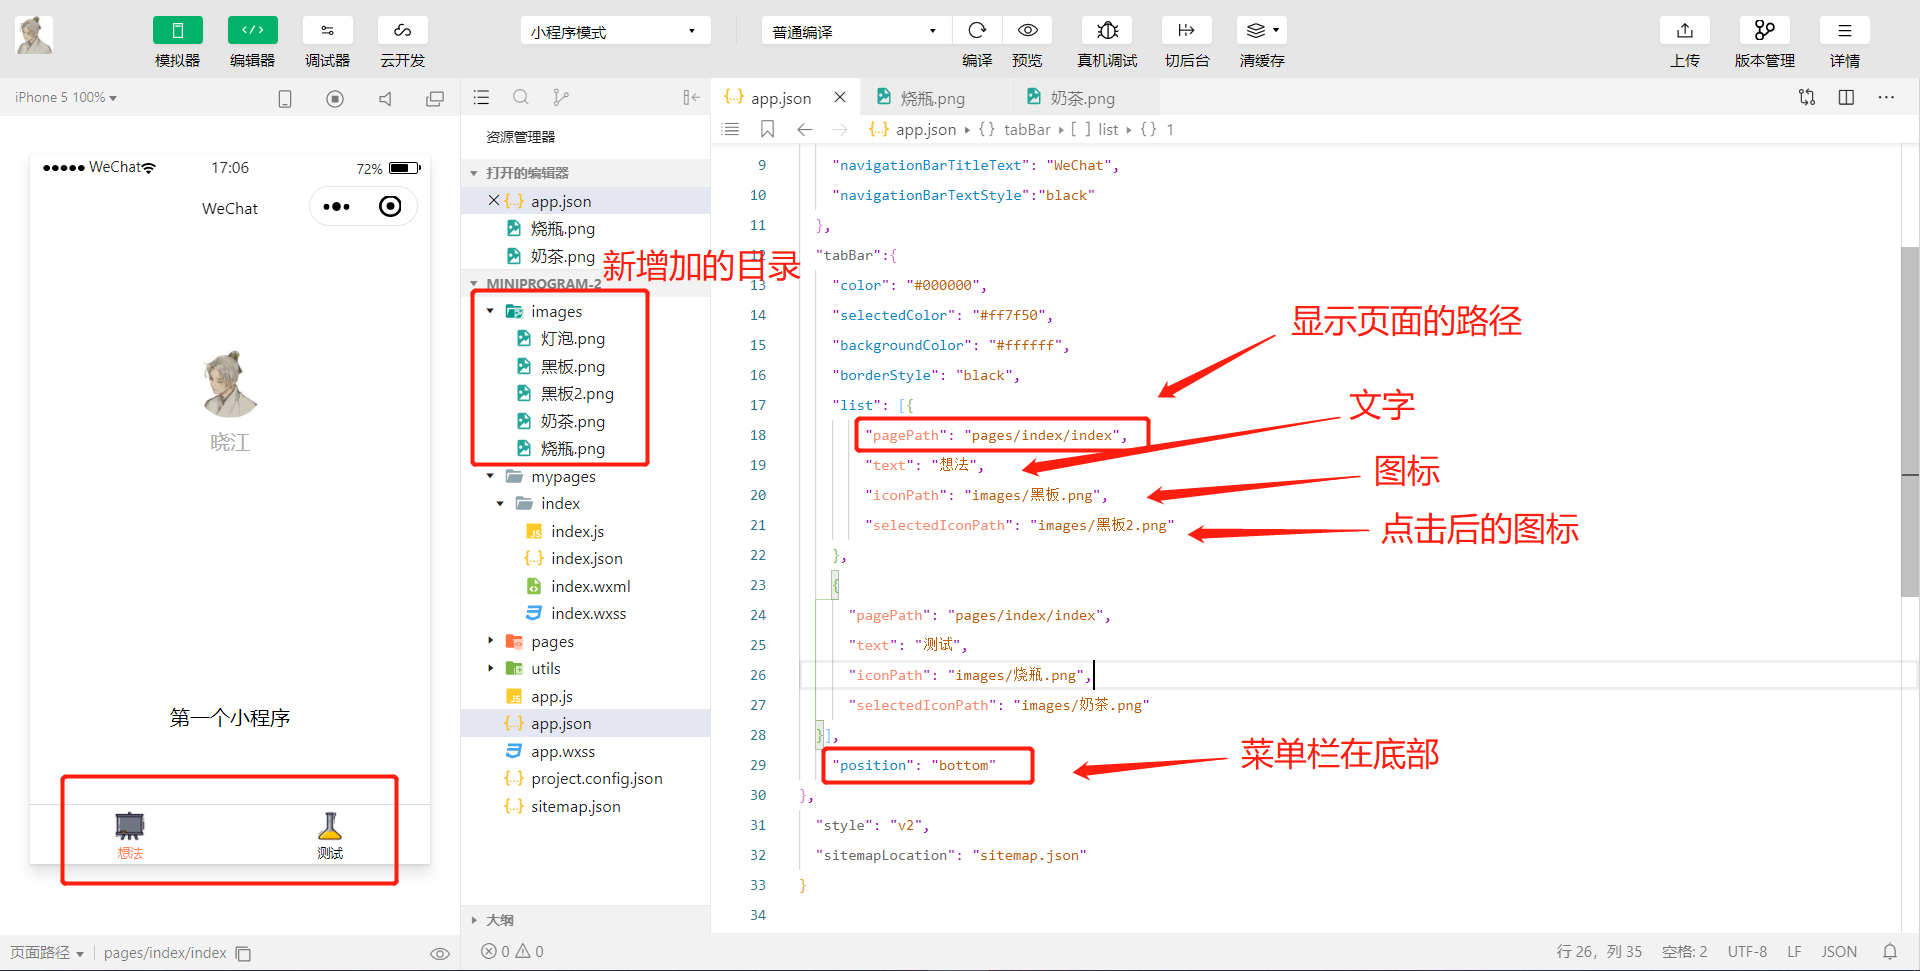 模拟器
编辑器
调试器
云开发
小程序模式
普通编译
编译
预览
真机调试
切后台
清缓存
上传
版本管理
详情
iPhone 5 100%
WeChat
17:06
72%
WeChat
晓江
第一个小程序
想法
测试
页面路径
pages/index/index
资源管理器
打开的编辑器
app.json
烧瓶.png
奶茶.png
新增加的目录
MINIPROGRAM-2
images
灯泡.png
黑板.png
黑板2.png
奶茶.png
烧瓶.png
mypages
index
index.js
index.json
index.wxml
index.wxss
pages
utils
app.js
app.json
app.wxss
project.config.json
sitemap.json
大纲
0
0
app.json
烧瓶.png
奶茶.png
app.json ▸ {} tabBar ▸ [ ] list ▸ {} 1
9 "navigationBarTitleText": "WeChat",
10 "navigationBarTextStyle":"black"
11 },
12 "tabBar":{
13 "color": "#000000",
14 "selectedColor": "#ff7f50",
15 "backgroundColor": "#ffffff",
16 "borderStyle": "black",
17 "list": [{
18 "pagePath": "pages/index/index",
19 "text": "想法",
20 "iconPath": "images/黑板.png",
21 "selectedIconPath": "images/黑板2.png"
22 },
23 {
24 "pagePath": "pages/index/index",
25 "text": "测试",
26 "iconPath": "images/烧瓶.png",
27 "selectedIconPath": "images/奶茶.png"
28 }],
29 "position": "bottom"
30 },
31 "style": "v2",
32 "sitemapLocation": "sitemap.json"
33 }
34
显示页面的路径
文字
图标
点击后的图标
菜单栏在底部
行 26，列 35
空格: 2
UTF-8
LF
JSON